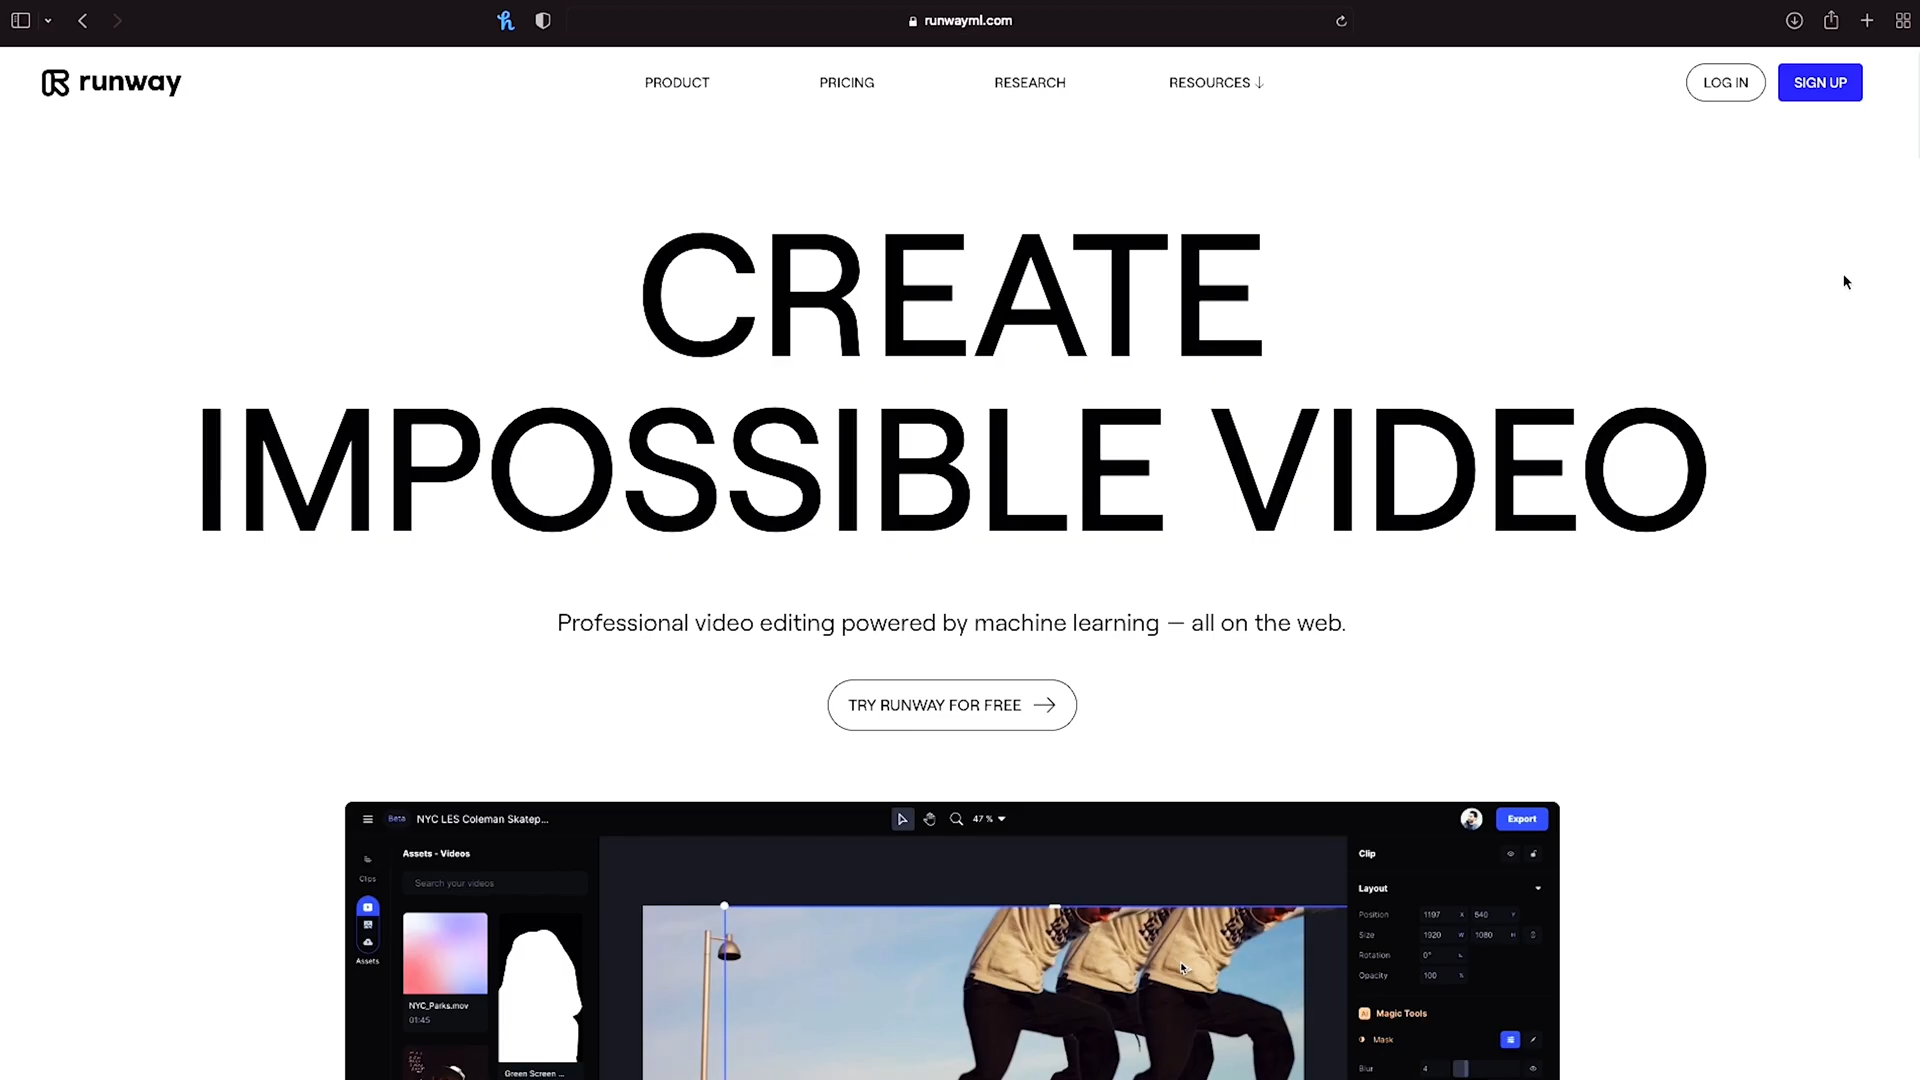 runwayml.com
runway
PRODUCT
PRICING
RESEARCH
RESOURCES
LOG IN
SIGN UP
CREATE
IMPOSSIBLE VIDEO
Professional video editing powered by machine learning — all on the web.
TRY RUNWAY FOR FREE
Beta
NYC LES Coleman Skatep...
47 %
Export
Clips
Assets
Assets - Videos
Search your videos
NYC_Parks.mov
01:45
Green Screen ...
Clip
Layout
Position 1197 X 540 Y
Size 1920 W 1080 H
Rotation 0°
Opacity 100 %
AI Magic Tools
Mask
Blur 4